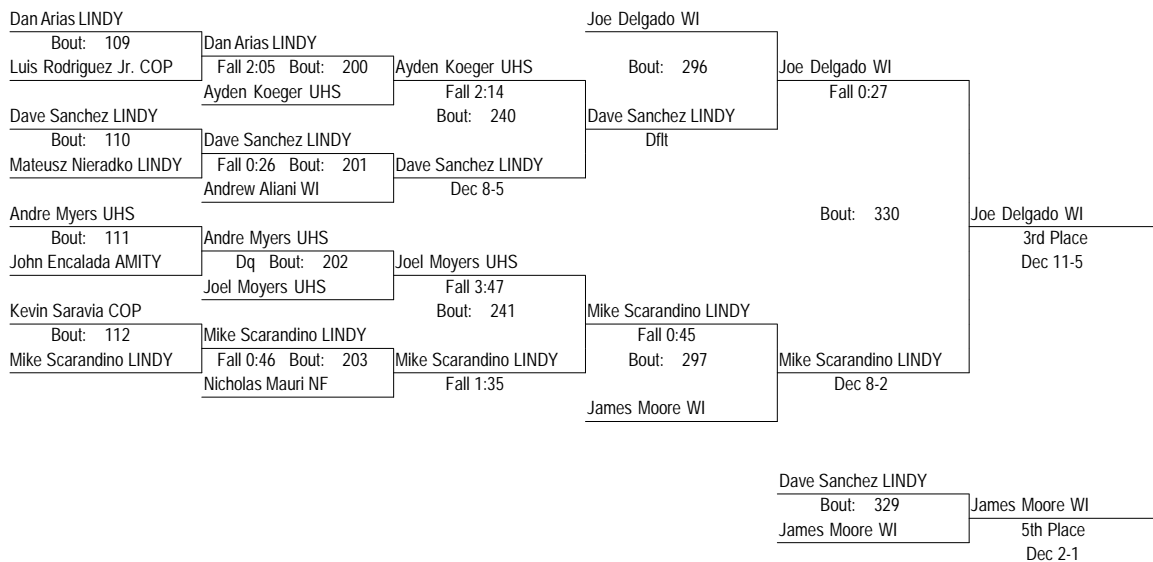 Dan Arias LINDY
Bout: 109
Luis Rodriguez Jr. COP
Dave Sanchez LINDY
Bout: 110
Mateusz Nieradko LINDY
Andre Myers UHS
Bout: 111
John Encalada AMITY
Kevin Saravia COP
Bout: 112
Mike Scarandino LINDY
Dan Arias LINDY
Fall 2:05 Bout: 200
Ayden Koeger UHS
Dave Sanchez LINDY
Fall 0:26 Bout: 201
Andrew Aliani WI
Andre Myers UHS
Dq Bout: 202
Joel Moyers UHS
Mike Scarandino LINDY
Fall 0:46 Bout: 203
Nicholas Mauri NF
Ayden Koeger UHS
Fall 2:14
Bout: 240
Dave Sanchez LINDY
Dec 8-5
Joel Moyers UHS
Fall 3:47
Bout: 241
Mike Scarandino LINDY
Fall 1:35
Joe Delgado WI
Bout: 296
Dave Sanchez LINDY
Dflt
Mike Scarandino LINDY
Fall 0:45
Bout: 297
James Moore WI
Joe Delgado WI
Fall 0:27
Bout: 330
Mike Scarandino LINDY
Dec 8-2
Joe Delgado WI
3rd Place
Dec 11-5
Dave Sanchez LINDY
Bout: 329
James Moore WI
James Moore WI
5th Place
Dec 2-1